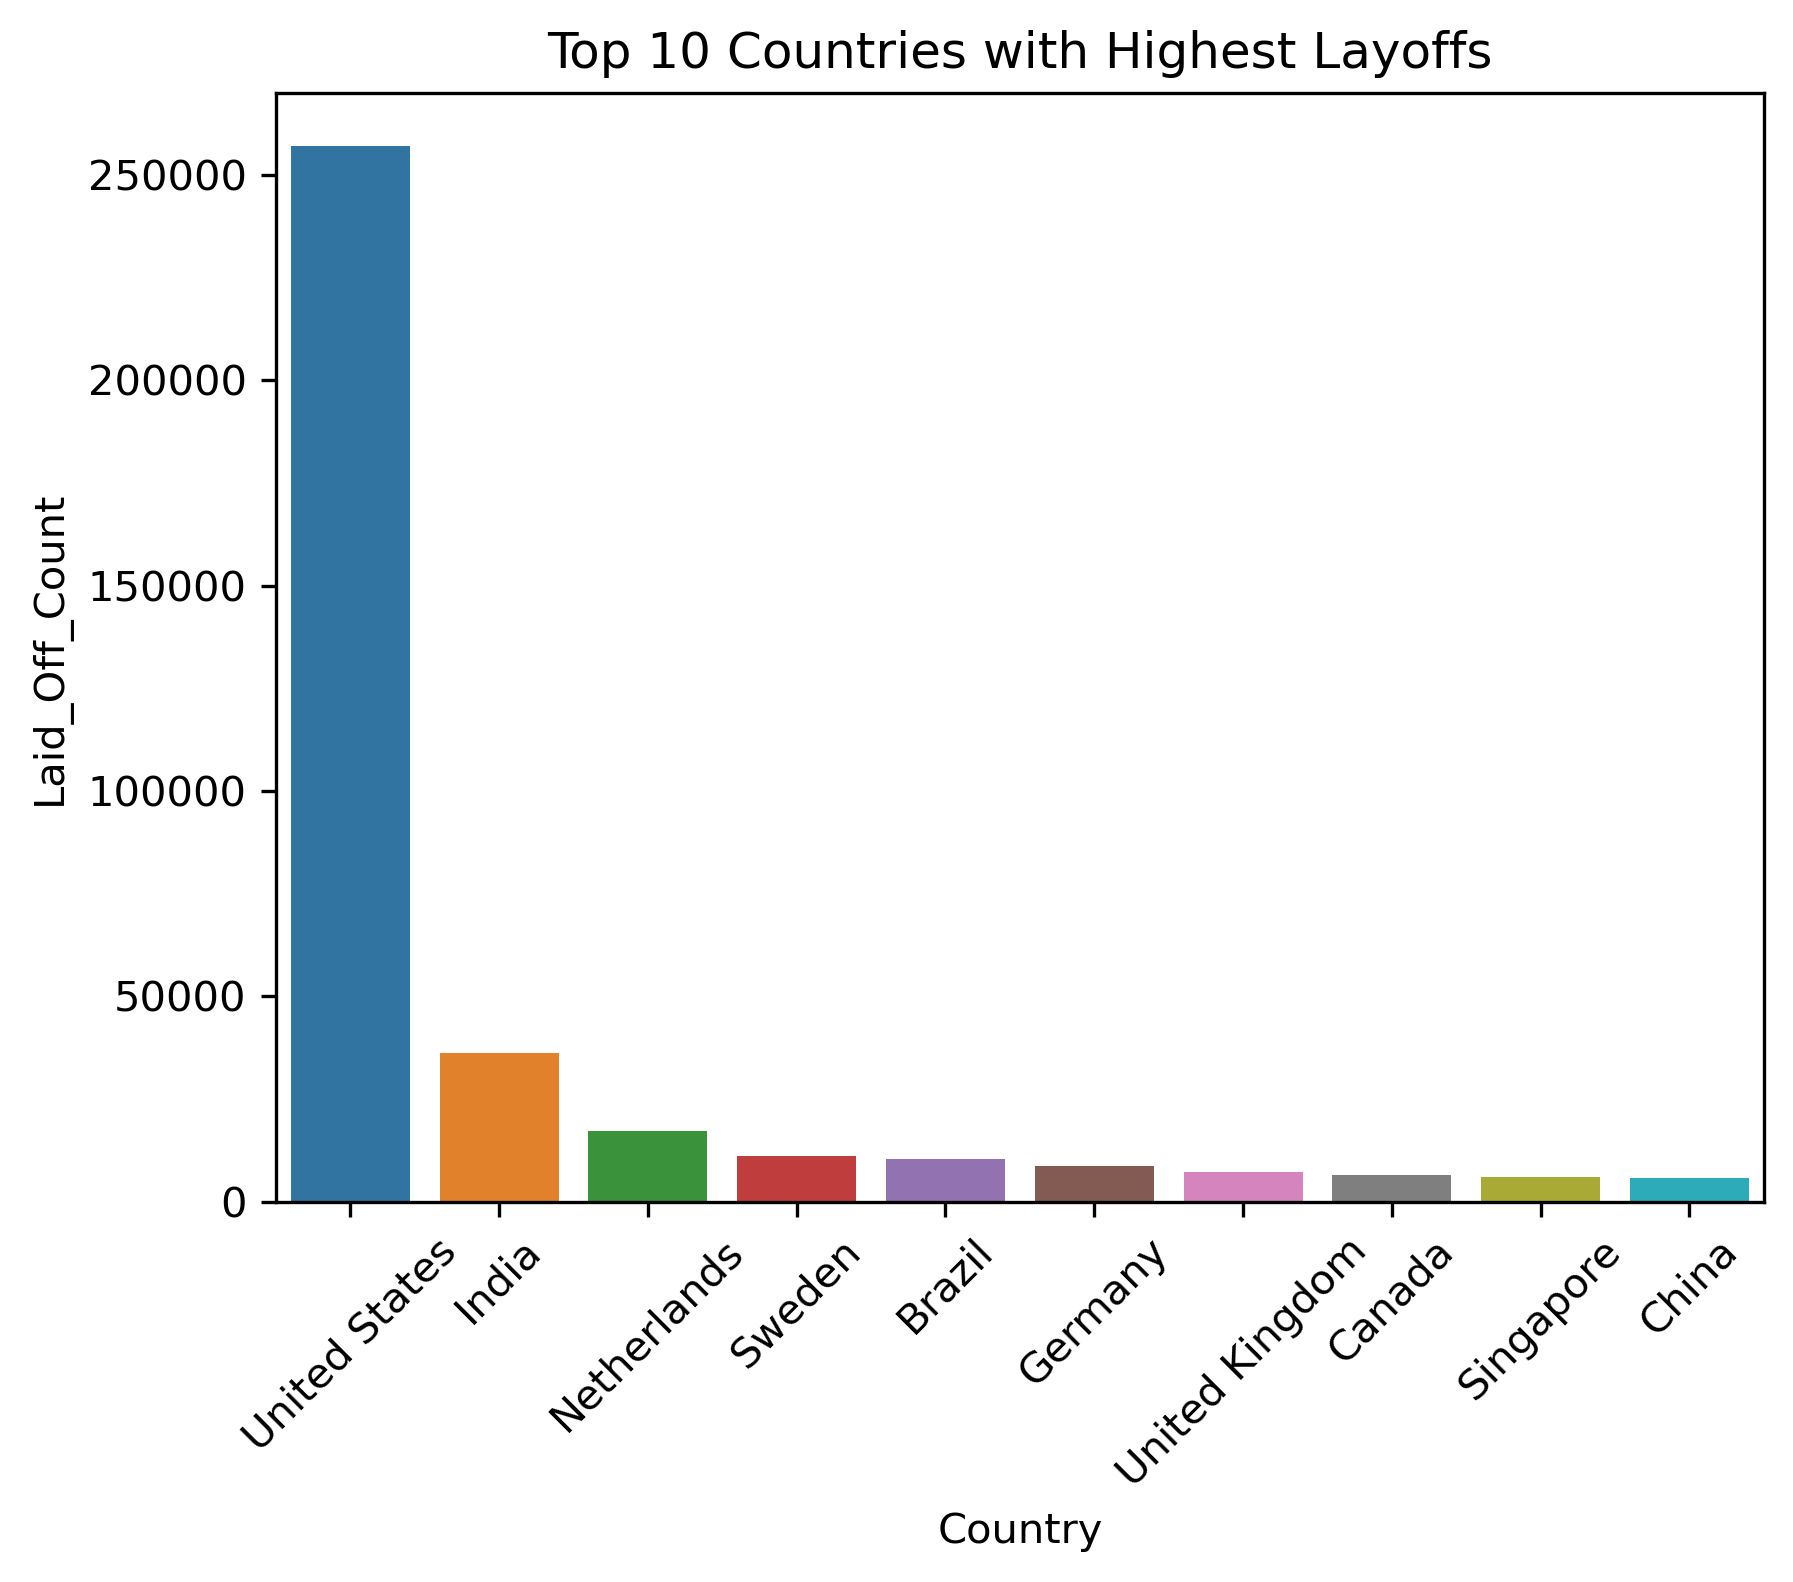 Top 10 Countries with Highest Layoffs
Laid_Off_Count
250000
200000
150000
100000
50000
0
United States
India
Netherlands
Sweden
Brazil
Germany
United Kingdom
Canada
Singapore
China
Country